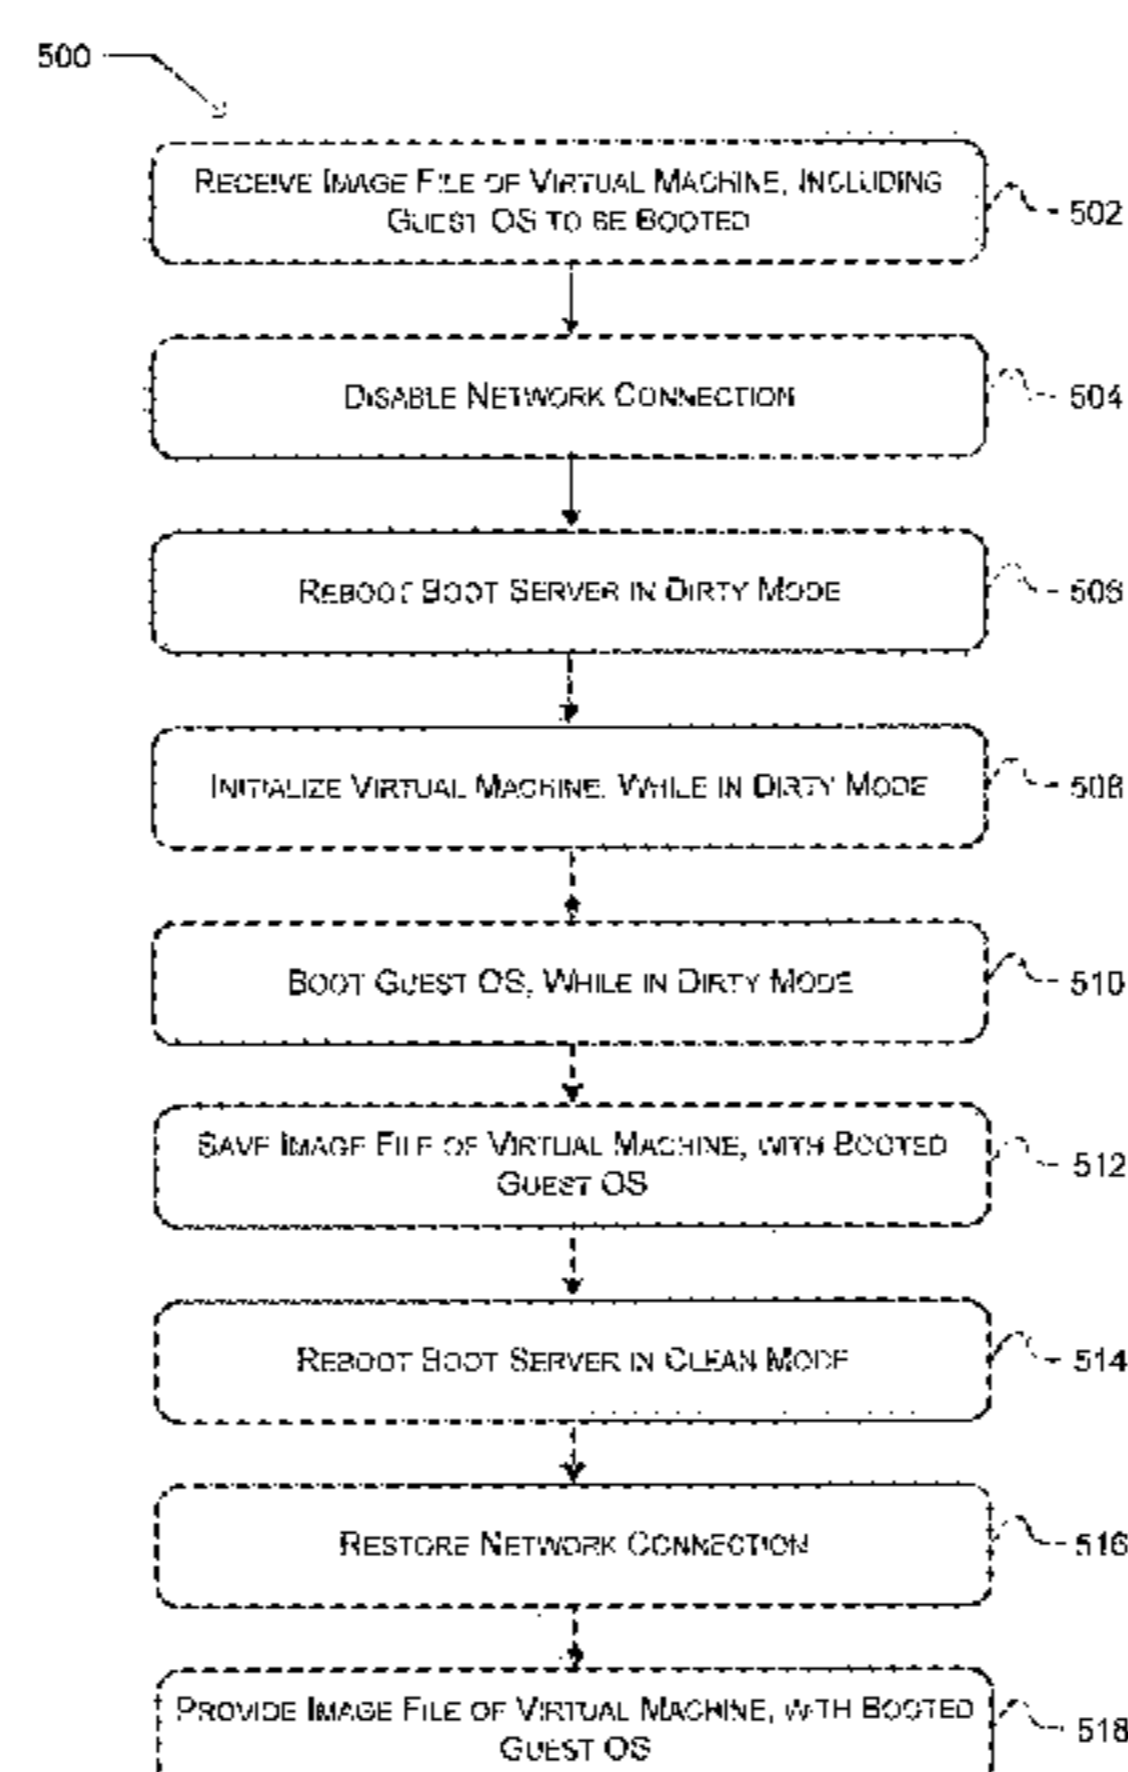 500
RECEIVE IMAGE FILE OF VIRTUAL MACHINE, INCLUDING
GUEST OS TO BE BOOTED
502
DISABLE NETWORK CONNECTION
504
REBOOT BOOT SERVER IN DIRTY MODE
506
INITIALIZE VIRTUAL MACHINE, WHILE IN DIRTY MODE
508
BOOT GUEST OS, WHILE IN DIRTY MODE
510
SAVE IMAGE FILE OF VIRTUAL MACHINE, WITH BOOTED
GUEST OS
512
REBOOT BOOT SERVER IN CLEAN MODE
514
RESTORE NETWORK CONNECTION
516
PROVIDE IMAGE FILE OF VIRTUAL MACHINE, WITH BOOTED
GUEST OS
518